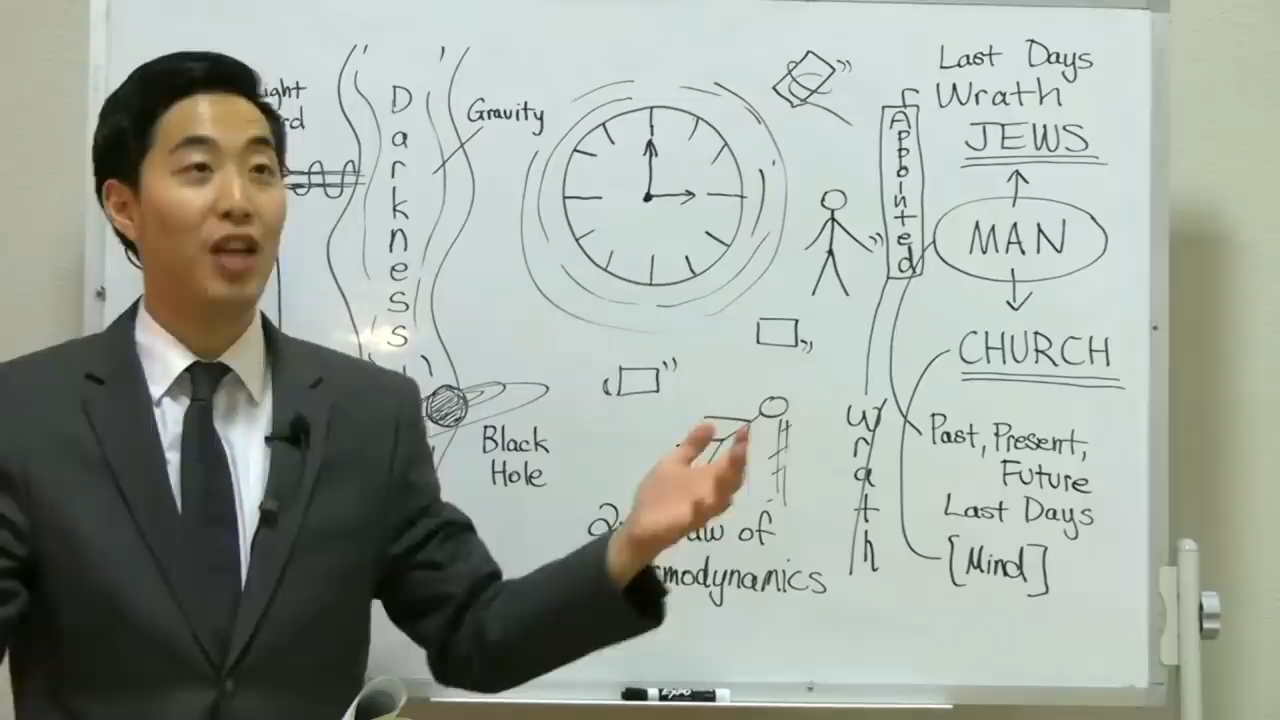 Darkness
Gravity
Black
Hole
aw of
modynamics
Appointed
Wrath
Last Days
Wrath
JEWS
MAN
CHURCH
Past, Present,
Future
Last Days
[Mind]
EXPO